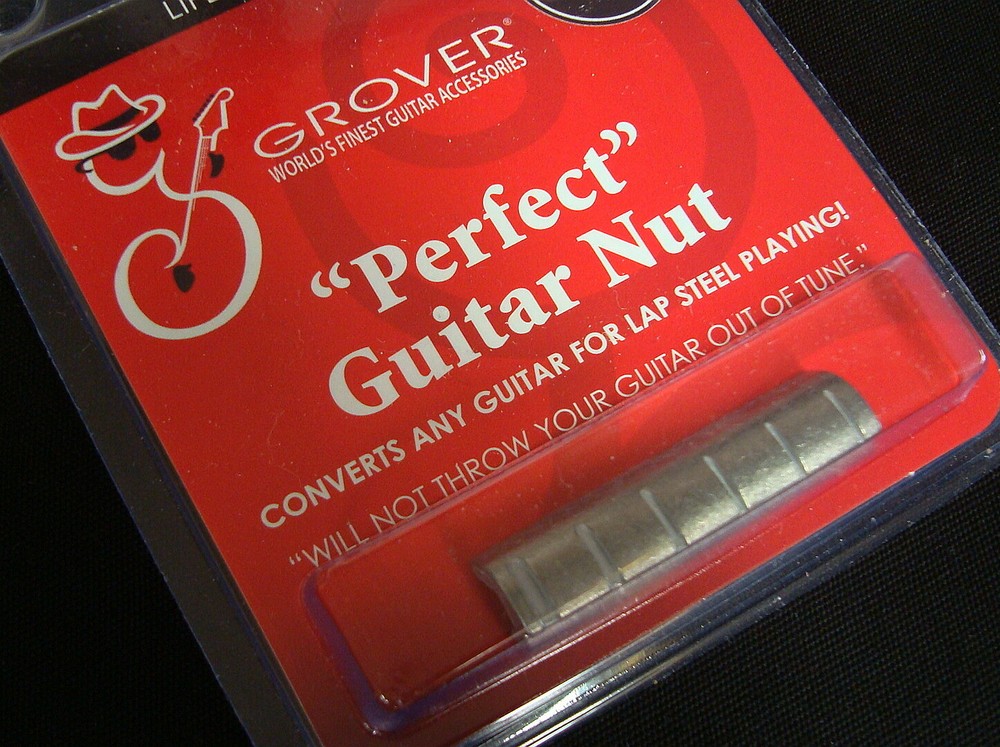 GROVER®
WORLD'S FINEST GUITAR ACCESSORIES
“Perfect”
Guitar Nut
CONVERTS ANY GUITAR FOR LAP STEEL PLAYING!
“WILL NOT THROW YOUR GUITAR OUT OF TUNE.”